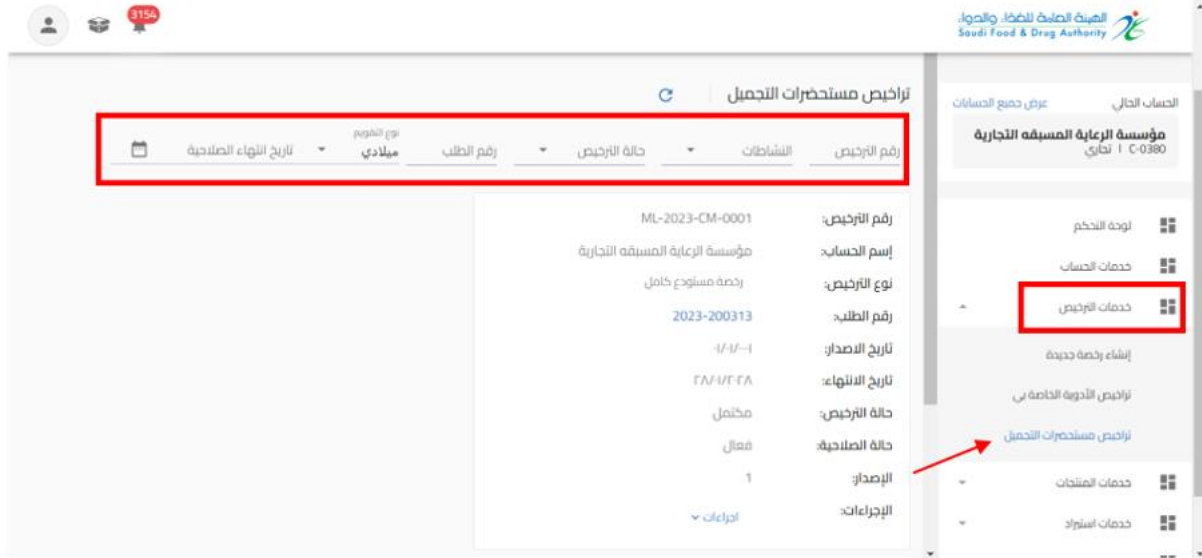 3154
الهيئة العامة للغذاء والدواء
Saudi Food & Drug Authority
الحساب الحالي
عرض جميع الحسابات
مؤسسة الرعاية المسبقه التجارية
C-0380 | تجاري
لوحة التحكم
خدمات الحساب
خدمات الترخيص
إنشاء رخصة جديدة
تراخيص الأدوية الخاصة بي
تراخيص مستحضرات التجميل
خدمات المنتجات
خدمات استيراد
تراخيص مستحضرات التجميل
رقم الترخيص
النشاطات
حالة الترخيص
رقم الطلب
نوع التقويم
ميلادي
تاريخ انتهاء الصلاحية
رقم الترخيص: ML-2023-CM-0001
إسم الحساب: مؤسسة الرعاية المسبقه التجارية
نوع الترخيص: رخصة مستودع كامل
رقم الطلب: 2023-200313
تاريخ الاصدار:
تاريخ الانتهاء:
حالة الترخيص: مكتمل
حالة الصلاحية: فعال
الإصدار: 1
الإجراءات: اجراءات